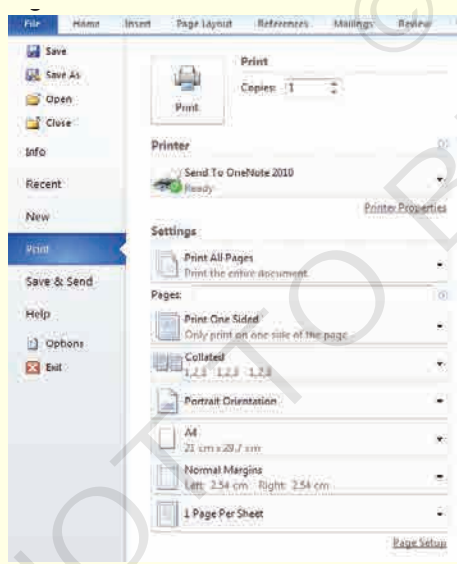 File Home Insert Page Layout References Mailings Review
Save
Save As
Open
Close
Info
Recent
New
Print
Save & Send
Help
Options
Exit
Print
Copies: 1
Print
Printer
Send To OneNote 2010
Ready
Printer Properties
Settings
Print All Pages
Print the entire document
Pages:
Print One Sided
Only print on one side of the page
Collated
1,2,3 1,2,3 1,2,3
Portrait Orientation
A4
21 cm x 29.7 cm
Normal Margins
Left: 2.54 cm Right: 2.54 cm
1 Page Per Sheet
Page Setup